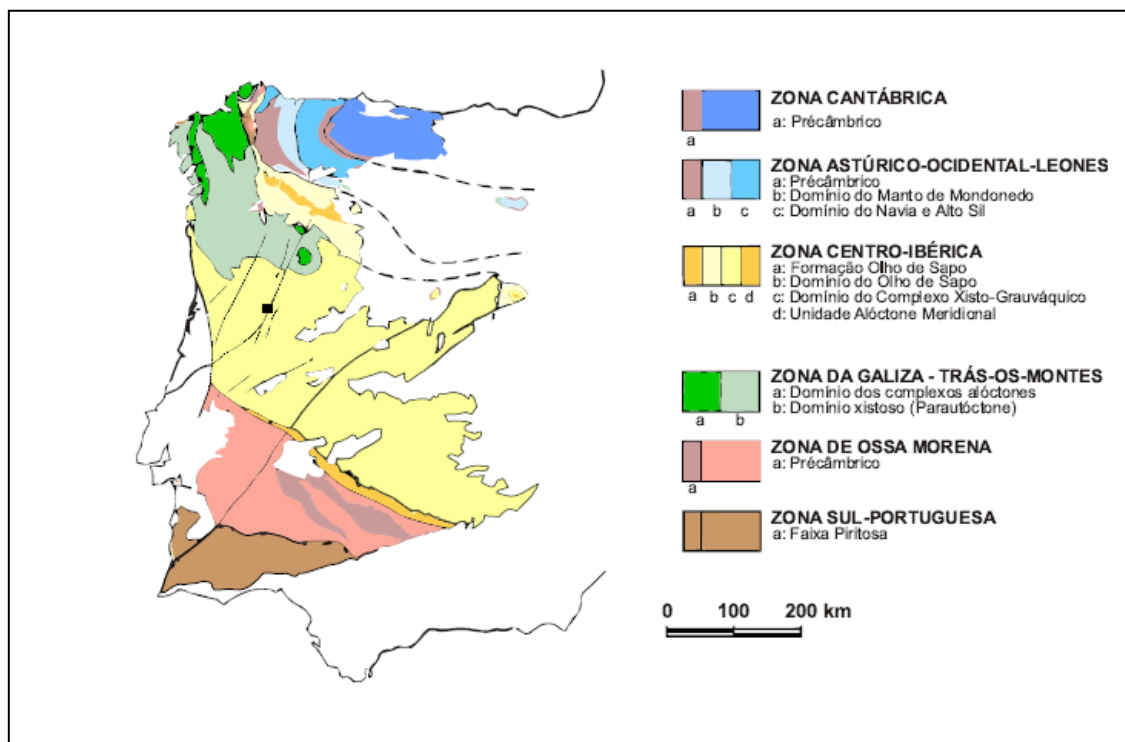 ZONA CANTÁBRICA
a: Précâmbrico
a
ZONA ASTÚRICO-OCIDENTAL-LEONES
a: Précâmbrico
b: Domínio do Manto de Mondonedo
c: Domínio do Navia e Alto Sil
a b c
ZONA CENTRO-IBÉRICA
a: Formação Olho de Sapo
b: Domínio do Olho de Sapo
c: Domínio do Complexo Xisto-Grauváquico
d: Unidade Alóctone Meridional
a b c d
ZONA DA GALIZA - TRÁS-OS-MONTES
a: Domínio dos complexos alóctones
b: Domínio xistoso (Parautóctone)
a b
ZONA DE OSSA MORENA
a: Précâmbrico
a
ZONA SUL-PORTUGUESA
a: Faixa Piritosa
0 100 200 km